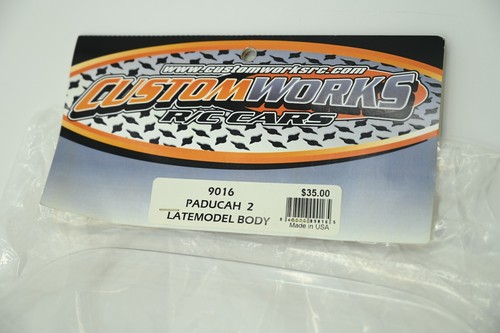 www.customworksrc.com
CUSTOMWORKS
R/C CARS
9016
PADUCAH 2
LATEMODEL BODY
$35.00
Made in USA